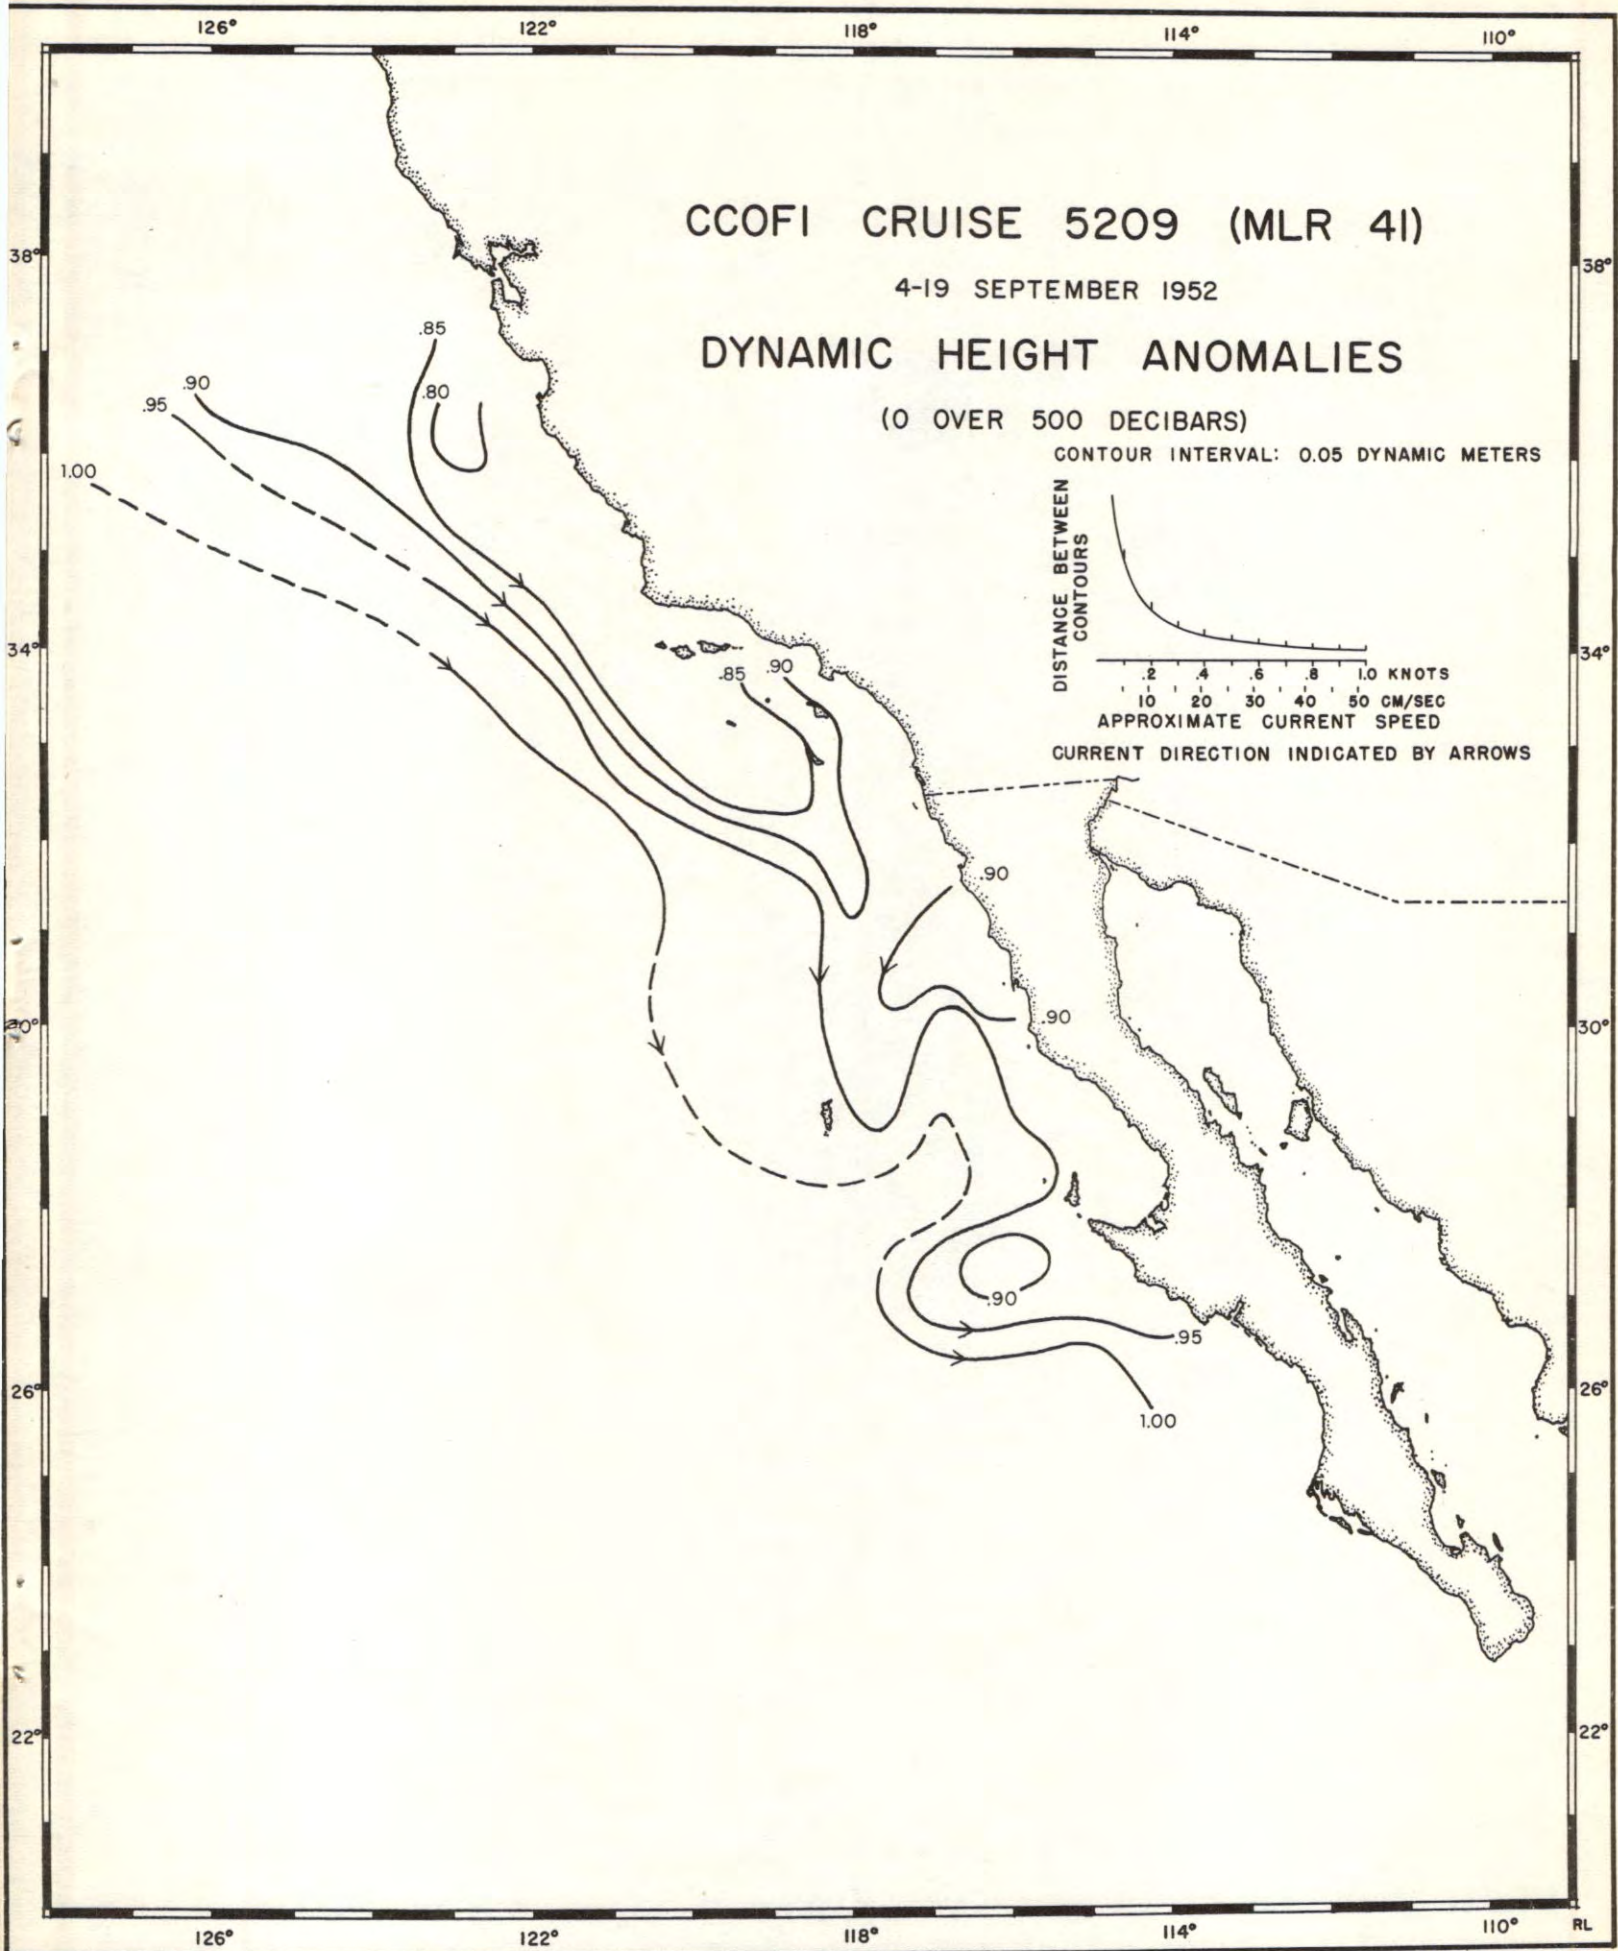 126° 122° 118° 114° 110°
CCOFI CRUISE 5209 (MLR 41)
38° 38°
4-19 SEPTEMBER 1952
.85
DYNAMIC HEIGHT ANOMALIES
.90
.80
.95
(0 OVER 500 DECIBARS)
CONTOUR INTERVAL: 0.05 DYNAMIC METERS
1.00
DISTANCE BETWEEN
CONTOURS
34° 34°
.85 .90
.2 .4 .6 .8 1.0 KNOTS
10 20 30 40 50 CM/SEC
APPROXIMATE CURRENT SPEED
CURRENT DIRECTION INDICATED BY ARROWS
.90
.90
30° 30°
.90
.95
26° 26°
1.00
22° 22°
126° 122° 118° 114° 110° RL